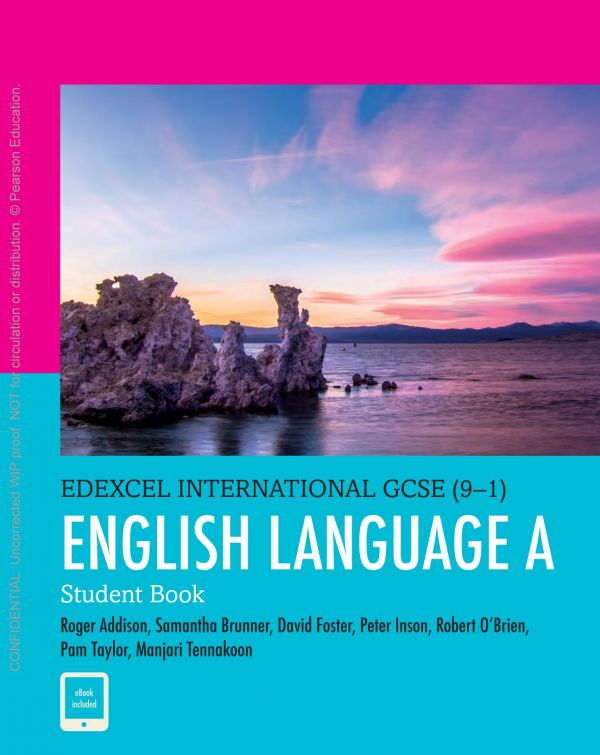 CONFIDENTIAL: Uncorrected WIP proof, NOT for circulation or distribution. © Pearson Education.
EDEXCEL INTERNATIONAL GCSE (9–1)
ENGLISH LANGUAGE A
Student Book
Roger Addison, Samantha Brunner, David Foster, Peter Inson, Robert O’Brien,
Pam Taylor, Manjari Tennakoon
eBook
included